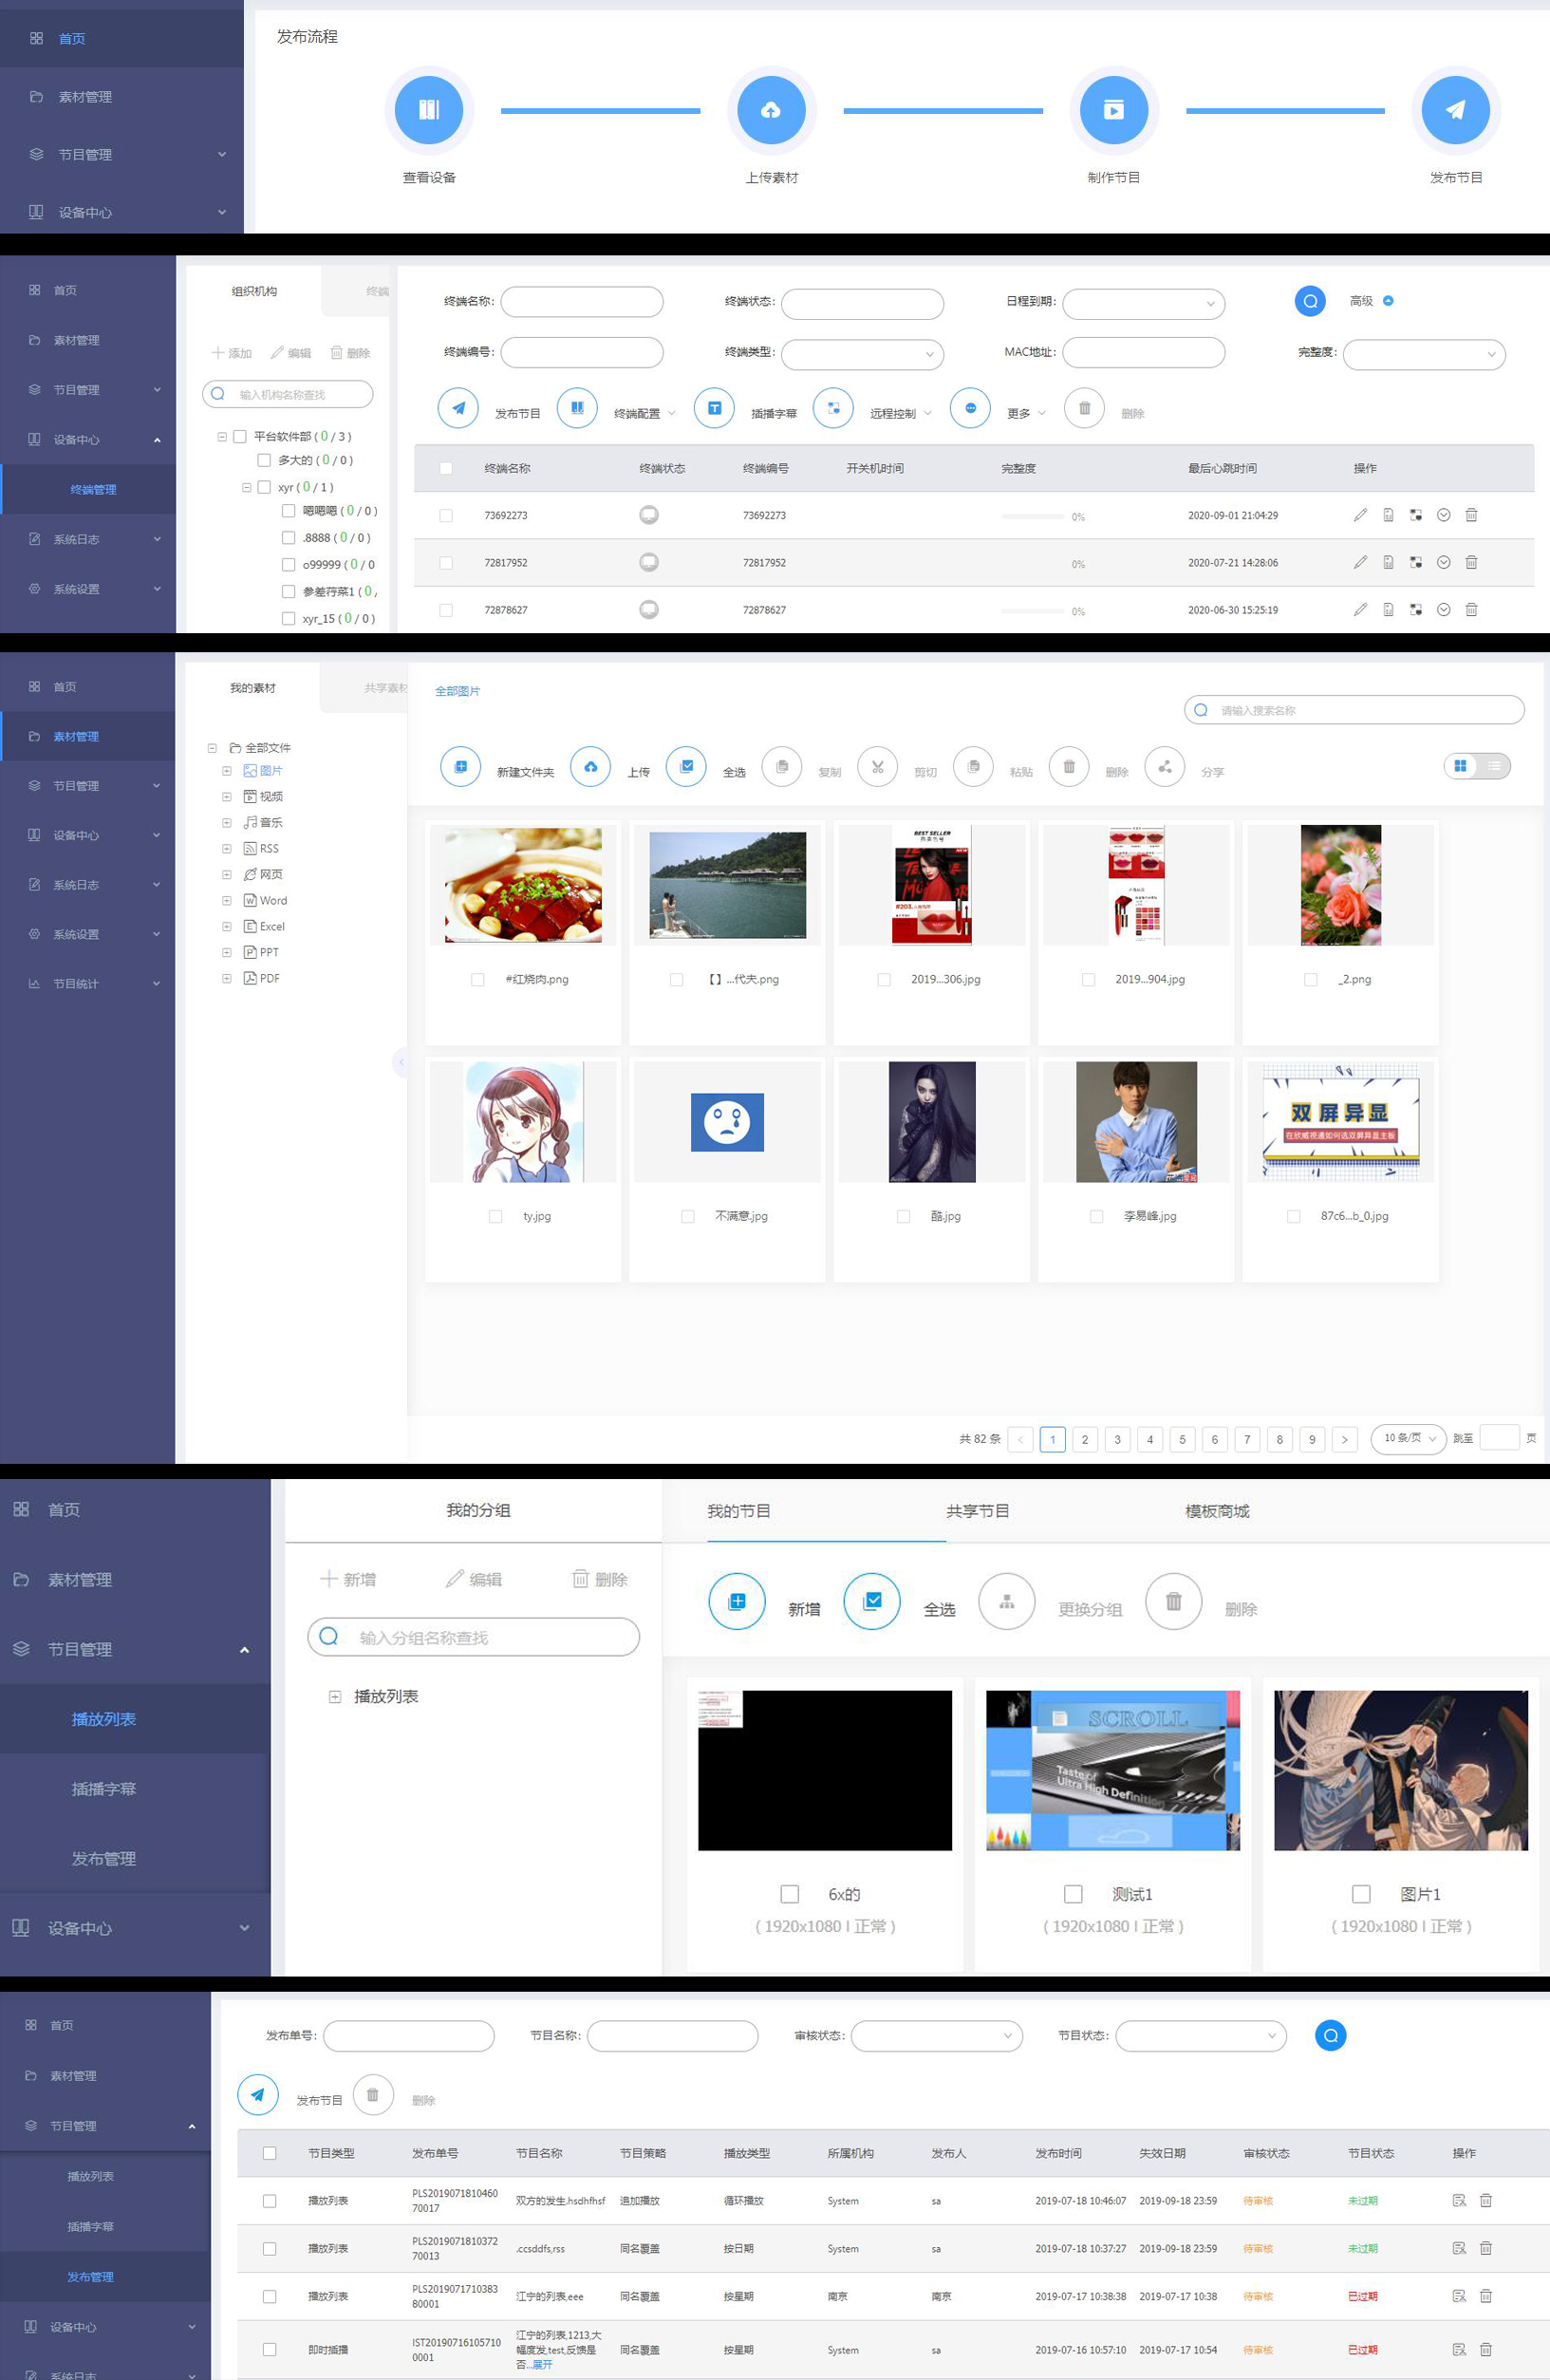 首页
素材管理
节目管理
设备中心
发布流程
查看设备
上传素材
制作节目
发布节目
首页
素材管理
节目管理
设备中心
终端管理
系统日志
系统设置
组织机构
终端
添加 编辑 删除
输入机构名称查找
平台软件部 ( 0 / 3 )
多大的 ( 0 / 0 )
xyr ( 0 / 1 )
嗯嗯嗯 ( 0 / 0 )
.8888 ( 0 / 0 )
o99999 ( 0 / 0
参差荇菜1 ( 0 /
xyr_15 ( 0 / 0 )
终端名称: 终端状态: 日程到期: 高级
终端编号: 终端类型: MAC地址: 完整度:
发布节目 终端配置 插播字幕 远程控制 更多 删除
终端名称 终端状态 终端编号 开关机时间 完整度 最后心跳时间 操作
73692273 73692273 0% 2020-09-01 21:04:29
72817952 72817952 0% 2020-07-21 14:28:06
72878627 72878627 0% 2020-06-30 15:25:19
首页
素材管理
节目管理
设备中心
系统日志
系统设置
节目统计
我的素材
共享素材
全部文件
图片
视频
音乐
RSS
网页
Word
Excel
PPT
PDF
全部图片
请输入搜索名称
新建文件夹 上传 全选 复制 剪切 粘贴 删除 分享
BEST SELLER
#203.
#红烧肉.png
【】...代夫.png
2019...306.jpg
2019...904.jpg
_2.png
双屏异显
在欣威视通如何选双屏异显主板
ty.jpg
不满意.jpg
酷.jpg
李易峰.jpg
87c6...b_0.jpg
共 82 条 < 1 2 3 4 5 6 7 8 9 > 10 条/页 跳至 页
首页
素材管理
节目管理
播放列表
插播字幕
发布管理
设备中心
我的分组
新增 编辑 删除
输入分组名称查找
播放列表
我的节目 共享节目 模板商城
新增 全选 更换分组 删除
SCROLL
Taste of
Ultra High Definition
6x的
( 1920x1080 I 正常 )
测试1
( 1920x1080 I 正常 )
图片1
( 1920x1080 I 正常 )
首页
素材管理
节目管理
播放列表
插播字幕
发布管理
设备中心
系统日志
发布单号: 节目名称: 审核状态: 节目状态:
发布节目 删除
节目类型 发布单号 节目名称 节目策略 播放类型 所属机构 发布人 发布时间 失效日期 审核状态 节目状态 操作
播放列表 PLS2019071810460 70017 双方的发生.hsdhfhsf 追加播放 循环播放 System sa 2019-07-18 10:46:07 2019-09-18 23:59 待审核 未过期
播放列表 PLS2019071810372 70013 .ccsddfs,rss 同名覆盖 按日期 System sa 2019-07-18 10:37:27 2019-09-18 23:59 待审核 未过期
播放列表 PLS2019071710383 80001 江宁的列表,eee 同名覆盖 按星期 南京 南京 2019-07-17 10:38:38 2019-07-17 10:38 待审核 已过期
即时插播 IST20190716105710 0001 江宁的列表,1213,大幅度发,test,反馈是否...展开 同名覆盖 按星期 System sa 2019-07-16 10:57:10 2019-07-17 10:54 待审核 已过期